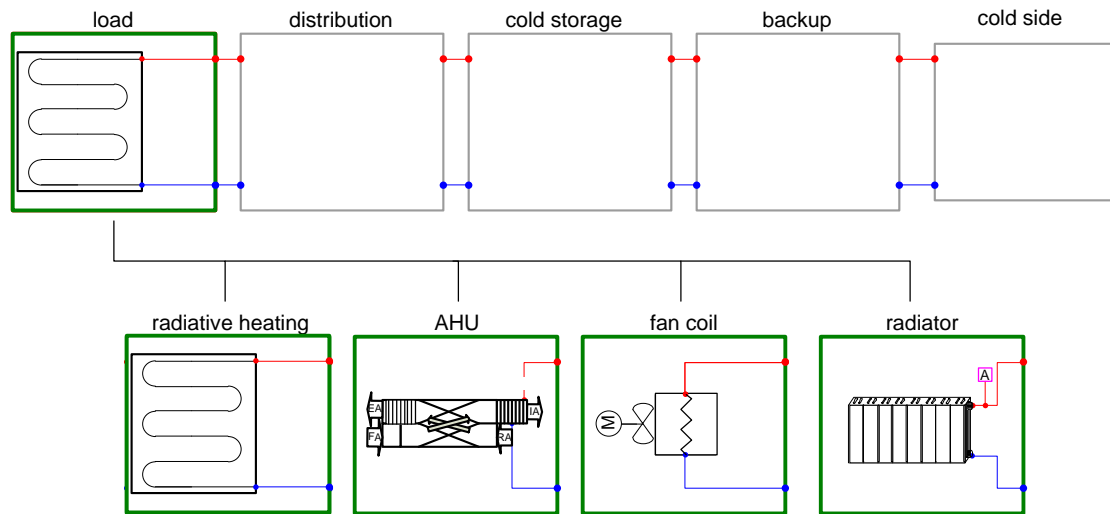 load
distribution
cold storage
backup
cold side
radiative heating
AHU
fan coil
radiator
EA
IA
FA
RA
M
A